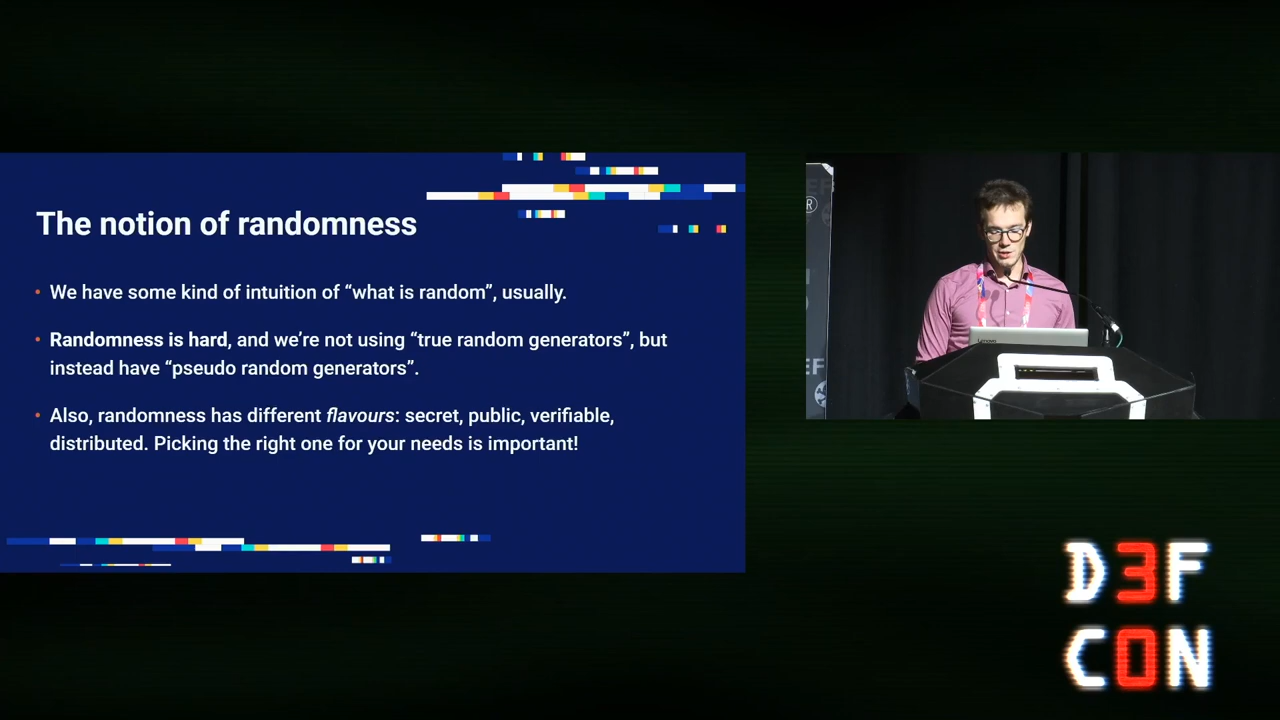 The notion of randomness
• We have some kind of intuition of “what is random”, usually.
• Randomness is hard, and we’re not using “true random generators”, but
instead have “pseudo random generators”.
• Also, randomness has different flavours: secret, public, verifiable,
distributed. Picking the right one for your needs is important!
Lenovo
D3F
C0N